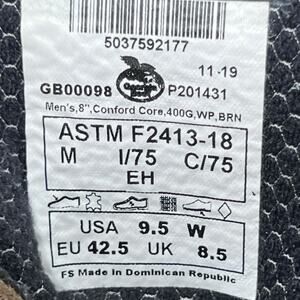 5037592177
11-19
GB00098 P201431
Men's,8",Conford Core,400G,WP,BRN
ASTM F2413-18
M I/75 C/75
EH
USA 9.5 W
EU 42.5 UK 8.5
FS Made in Dominican Republic